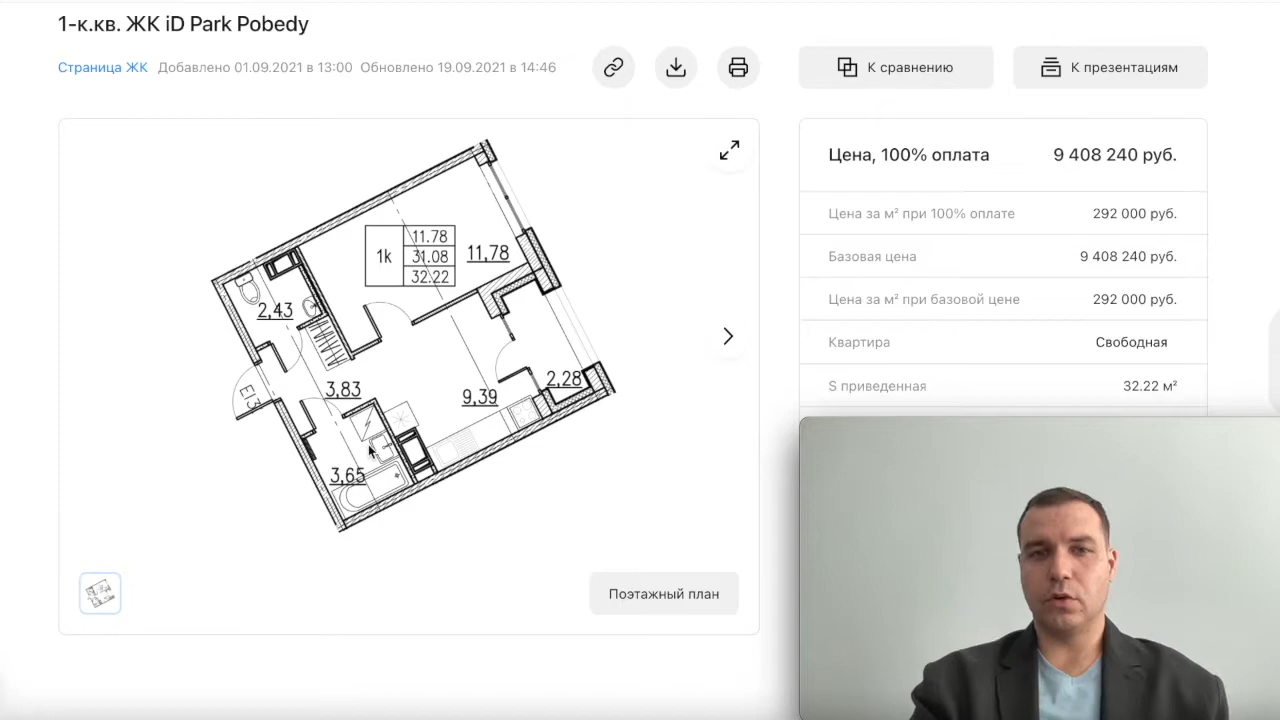 1-к.кв. ЖК iD Park Pobedy
Страница ЖК Добавлено 01.09.2021 в 13:00 Обновлено 19.09.2021 в 14:46
К сравнению
К презентациям
1k
11.78
31.08
32.22
11,78
2,43
3,83
9,39
2,28
3,65
EI3
Поэтажный план
Цена, 100% оплата 9 408 240 руб.
Цена за м² при 100% оплате 292 000 руб.
Базовая цена 9 408 240 руб.
Цена за м² при базовой цене 292 000 руб.
Квартира Свободная
S приведенная 32.22 м²